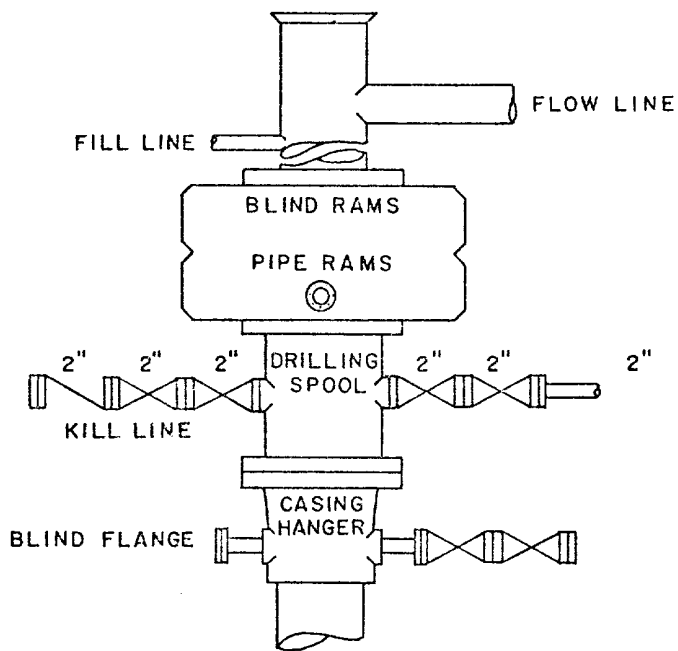 FLOW LINE
FILL LINE
BLIND RAMS
PIPE RAMS
2" 2" 2" DRILLING SPOOL 2" 2" 2"
KILL LINE
CASING HANGER
BLIND FLANGE